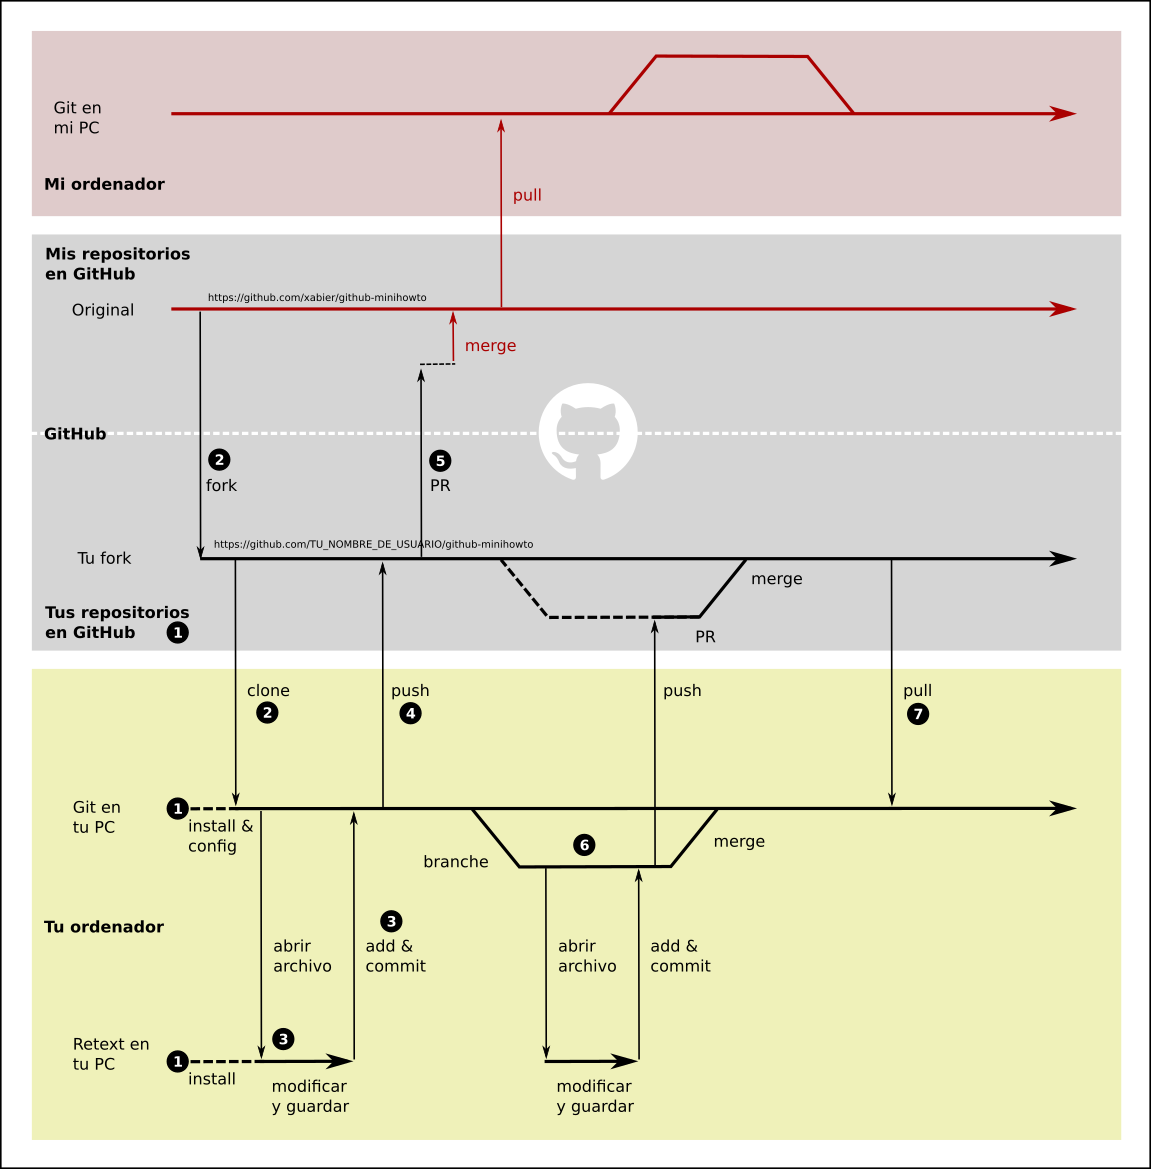 Git en
mi PC
Mi ordenador
pull
Mis repositorios
en GitHub
https://github.com/xabier/github-minihowto
Original
merge
GitHub
2
fork
5
PR
https://github.com/TU_NOMBRE_DE_USUARIO/github-minihowto
Tu fork
merge
Tus repositorios
en GitHub 1
PR
clone
2
push
4
push
pull
7
Git en
tu PC
1
install &
config
branche
6
merge
Tu ordenador
3
abrir
archivo
add &
commit
abrir
archivo
add &
commit
Retext en
tu PC
1
install
3
modificar
y guardar
modificar
y guardar